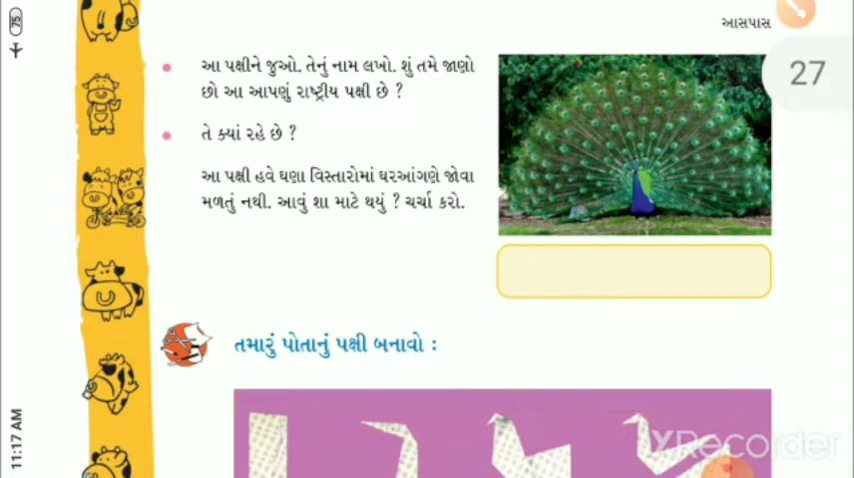 75
આસપાસ
27
આ પક્ષીને જુઓ. તેનું નામ લખો. શું તમે જાણો
છો આ આપણું રાષ્ટ્રીય પક્ષી છે ?
તે ક્યાં રહે છે ?
આ પક્ષી હવે ઘણા વિસ્તારોમાં ઘરઆંગણે જોવા
મળતું નથી. આવું શા માટે થયું ? ચર્ચા કરો.
તમારું પોતાનું પક્ષી બનાવો :
11:17 AM
XRecorder